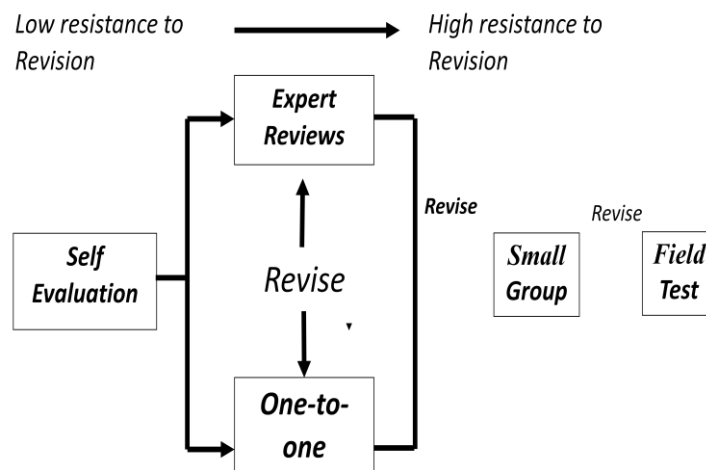 Low resistance to
Revision
High resistance to
Revision
Expert
Reviews
Revise
Revise
Self
Evaluation
Revise
Small
Group
Field
Test
One-to-
one